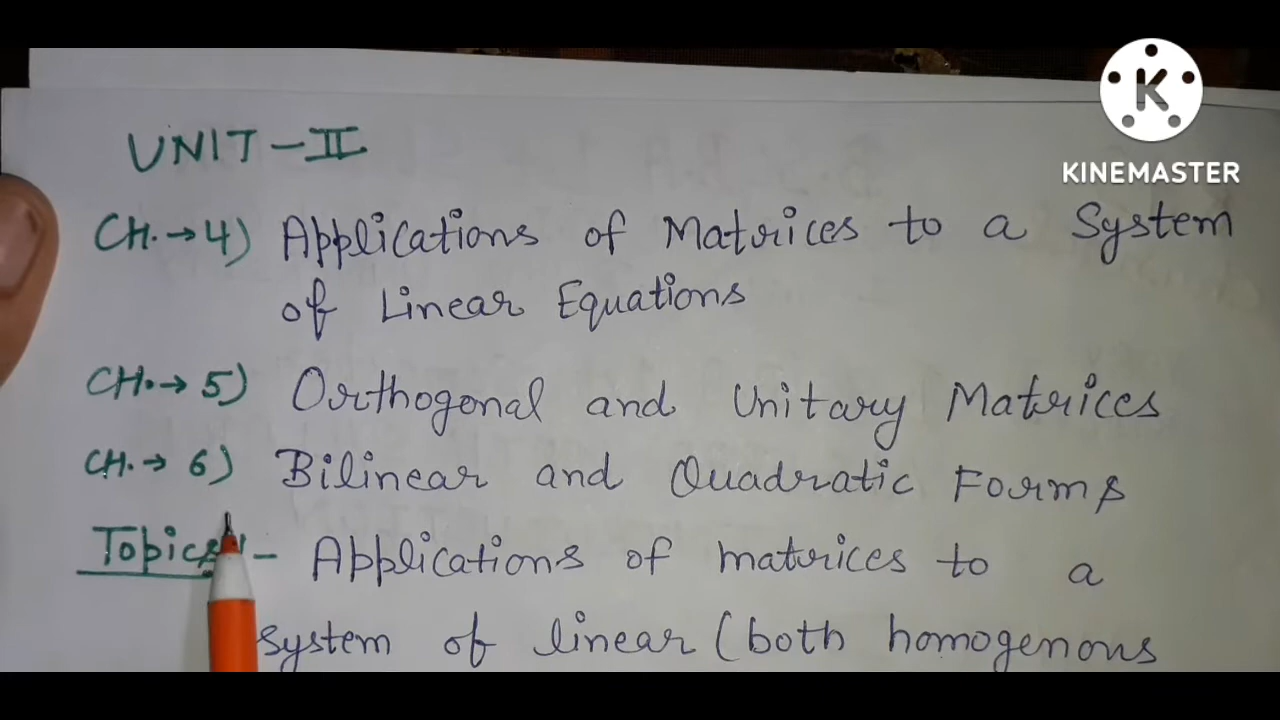 UNIT-II
CH.→4) Applications of Matrices to a System
of Linear Equations
CH.→5) Orthogonal and Unitary Matrices
CH.→6) Bilinear and Quadratic Forms
Topics:- Applications of matrices to a
system of linear (both homogenous
K
KINEMASTER